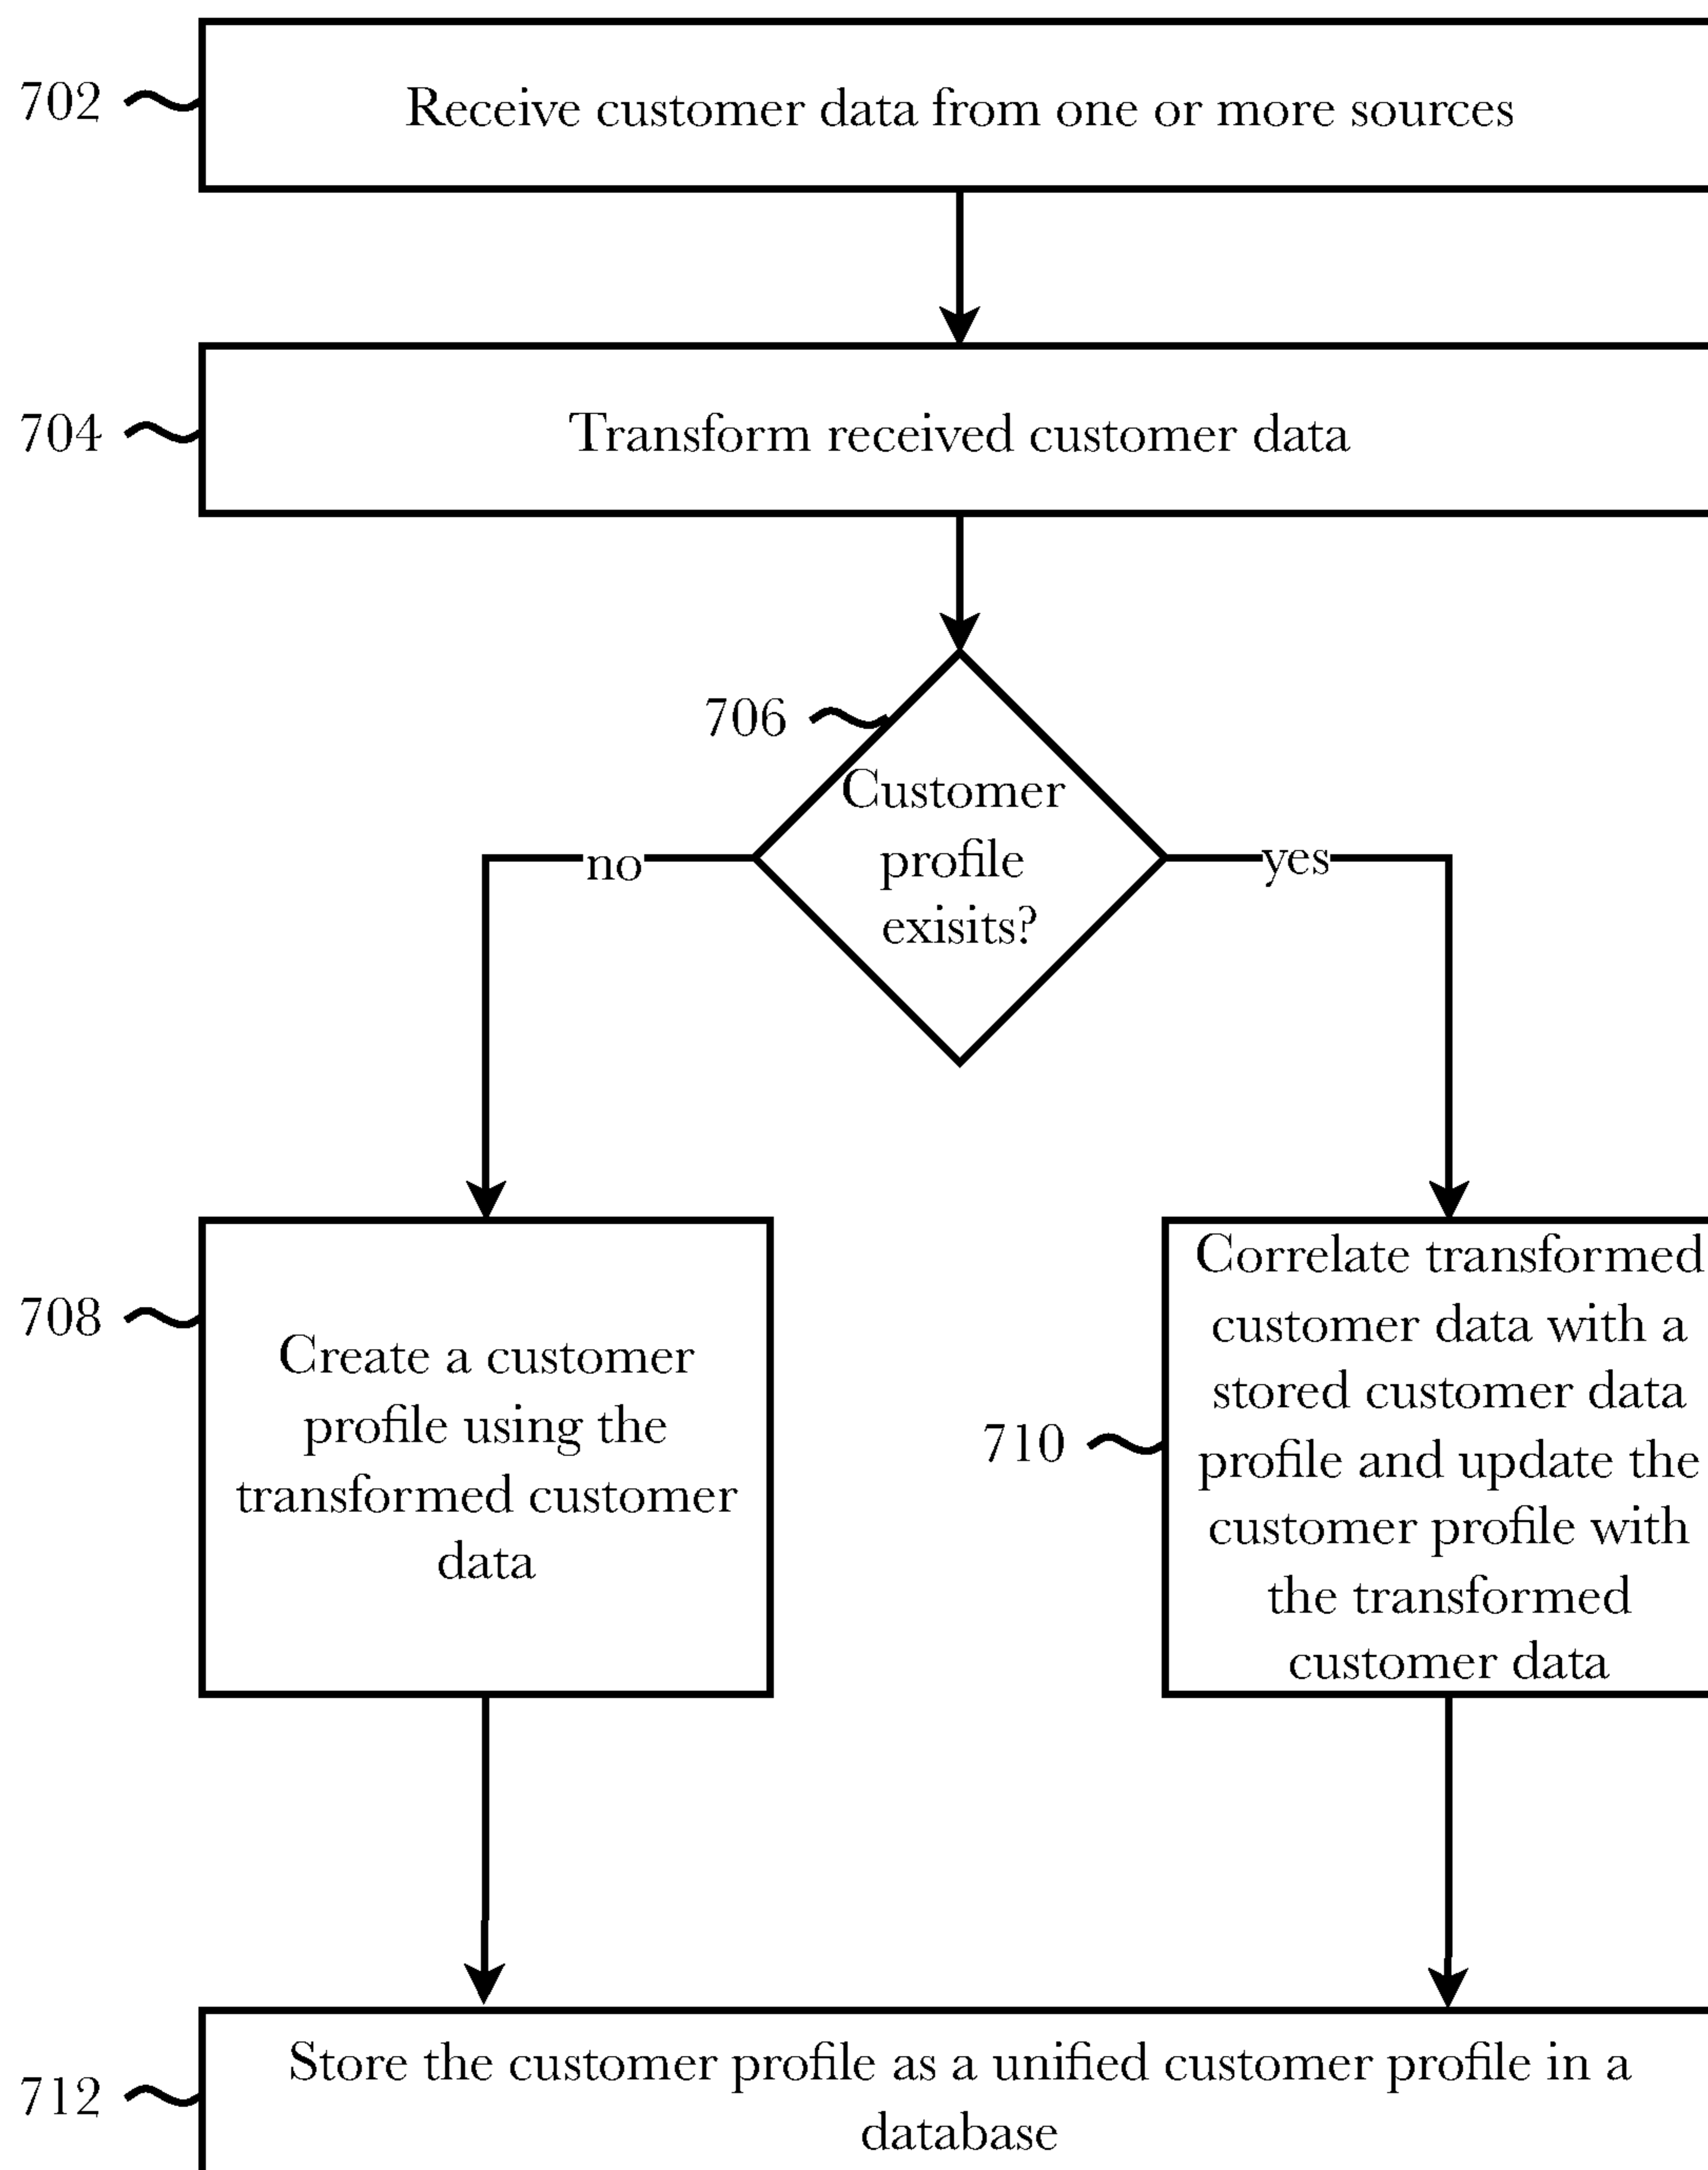 702
Receive customer data from one or more sources
704
Transform received customer data
706
Customer
profile
exisits?
no
yes
708
Create a customer
profile using the
transformed customer
data
710
Correlate transformed
customer data with a
stored customer data
profile and update the
customer profile with
the transformed
customer data
712
Store the customer profile as a unified customer profile in a
database